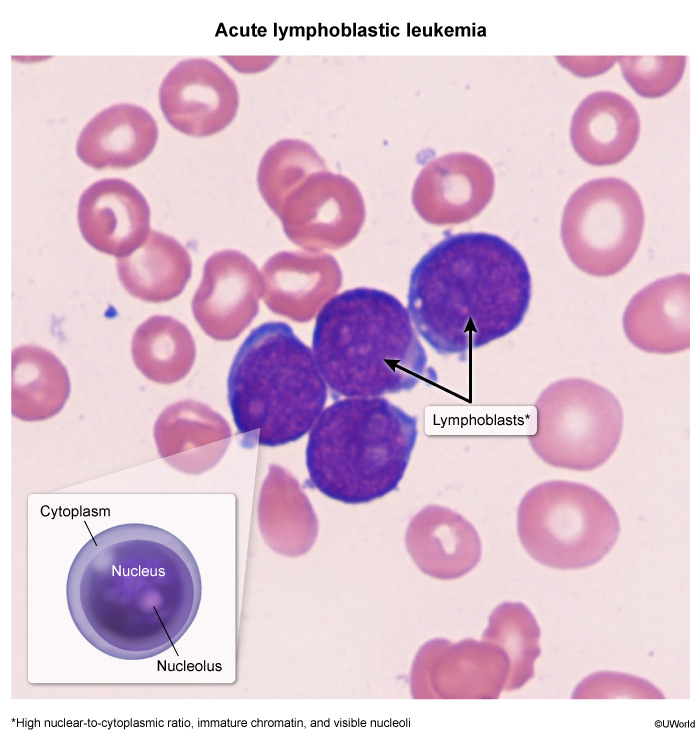 Acute lymphoblastic leukemia
Lymphoblasts*
Cytoplasm
Nucleus
Nucleolus
*High nuclear-to-cytoplasmic ratio, immature chromatin, and visible nucleoli
©UWorld